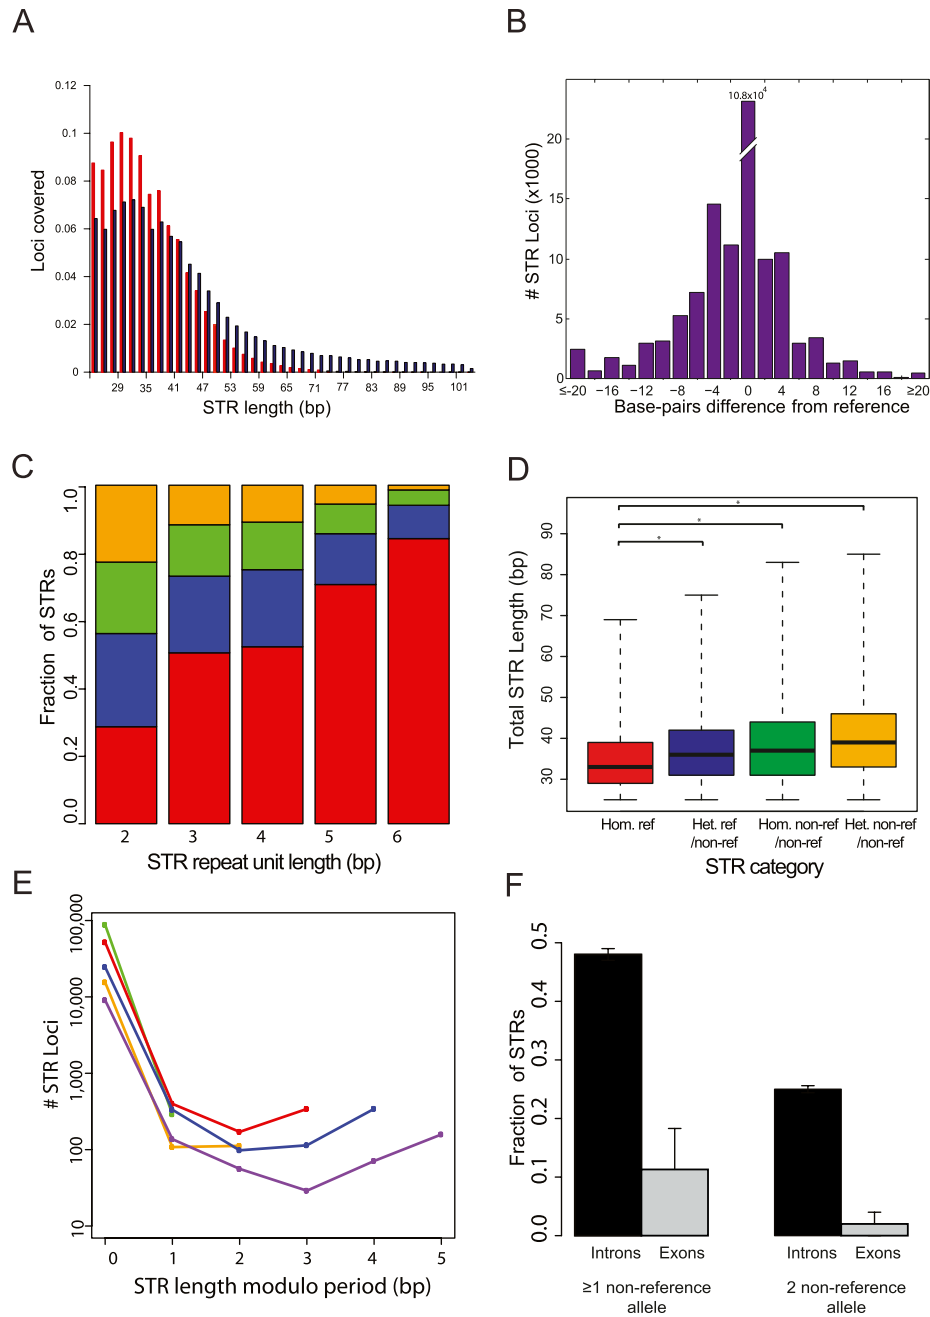 A
0.12
0.1
0.08
0.06
0.04
0.02
0
Loci covered
29 35 41 47 53 59 65 71 77 83 89 95 101
STR length (bp)
B
10.8x10^4
20
15
10
5
0
# STR Loci (x1000)
≤-20 −16 −12 −8 −4 0 4 8 12 16 ≥20
Base-pairs difference from reference
C
1.0
0.8
0.6
0.4
0.2
0.0
Fraction of STRs
2 3 4 5 6
STR repeat unit length (bp)
D
*
*
*
90
80
70
60
50
40
30
Total STR Length (bp)
Hom. ref Het. ref Hom. non-ref Het. non-ref
/non-ref /non-ref /non-ref
STR category
E
100,000
10,000
1,000
100
10
# STR Loci
0 1 2 3 4 5
STR length modulo period (bp)
F
0.5
0.4
0.3
0.2
0.1
0.0
Fraction of STRs
Introns Exons Introns Exons
≥1 non-reference 2 non-reference
allele allele